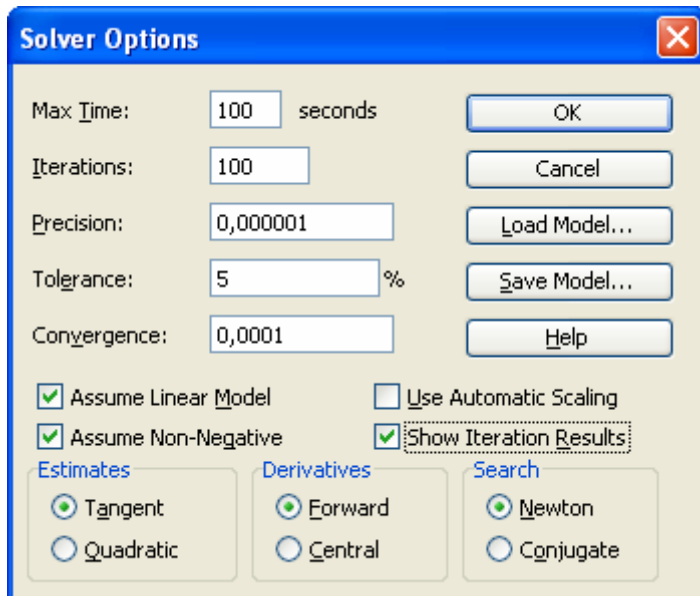 Solver Options
Max Time: 100 seconds OK
Iterations: 100 Cancel
Precision: 0,000001 Load Model...
Tolerance: 5 % Save Model...
Convergence: 0,0001 Help
Assume Linear Model Use Automatic Scaling
Assume Non-Negative Show Iteration Results
Estimates Derivatives Search
Tangent Forward Newton
Quadratic Central Conjugate